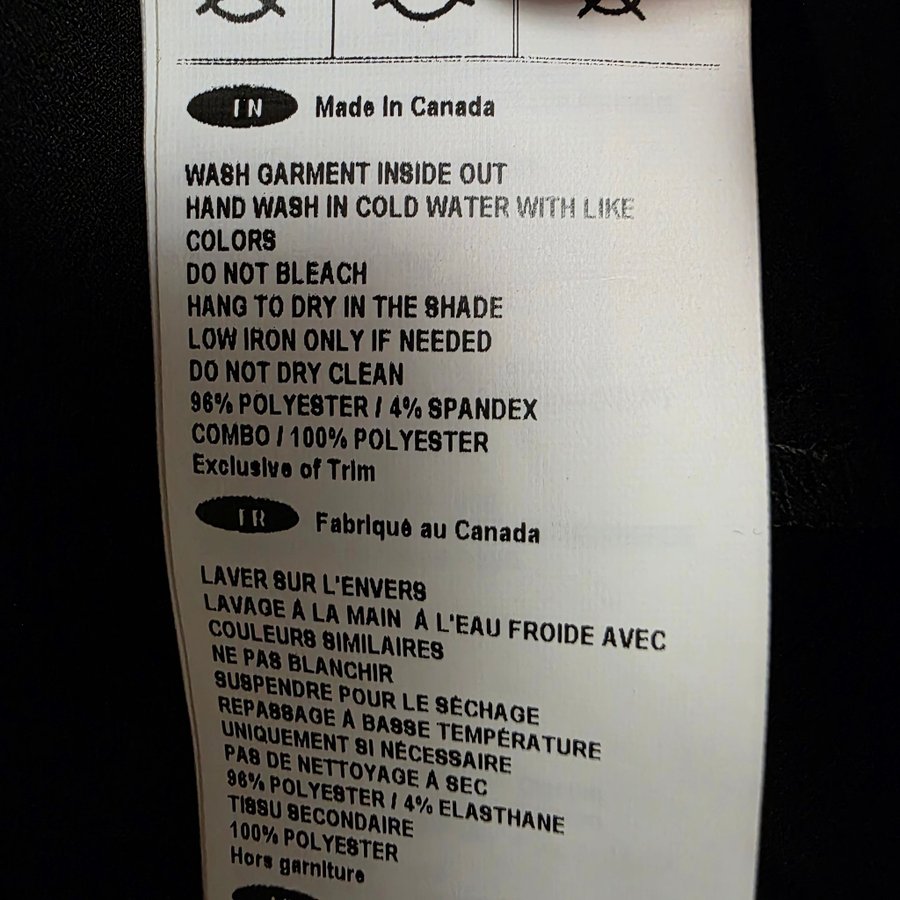 IN Made In Canada
WASH GARMENT INSIDE OUT
HAND WASH IN COLD WATER WITH LIKE
COLORS
DO NOT BLEACH
HANG TO DRY IN THE SHADE
LOW IRON ONLY IF NEEDED
DO NOT DRY CLEAN
96% POLYESTER / 4% SPANDEX
COMBO / 100% POLYESTER
Exclusive of Trim
FR Fabriqué au Canada
LAVER SUR L'ENVERS
LAVAGE À LA MAIN À L'EAU FROIDE AVEC
COULEURS SIMILAIRES
NE PAS BLANCHIR
SUSPENDRE POUR LE SÉCHAGE
REPASSAGE À BASSE TEMPÉRATURE
UNIQUEMENT SI NÉCESSAIRE
PAS DE NETTOYAGE À SEC
96% POLYESTER / 4% ELASTHANE
TISSU SECONDAIRE
100% POLYESTER
Hors garniture